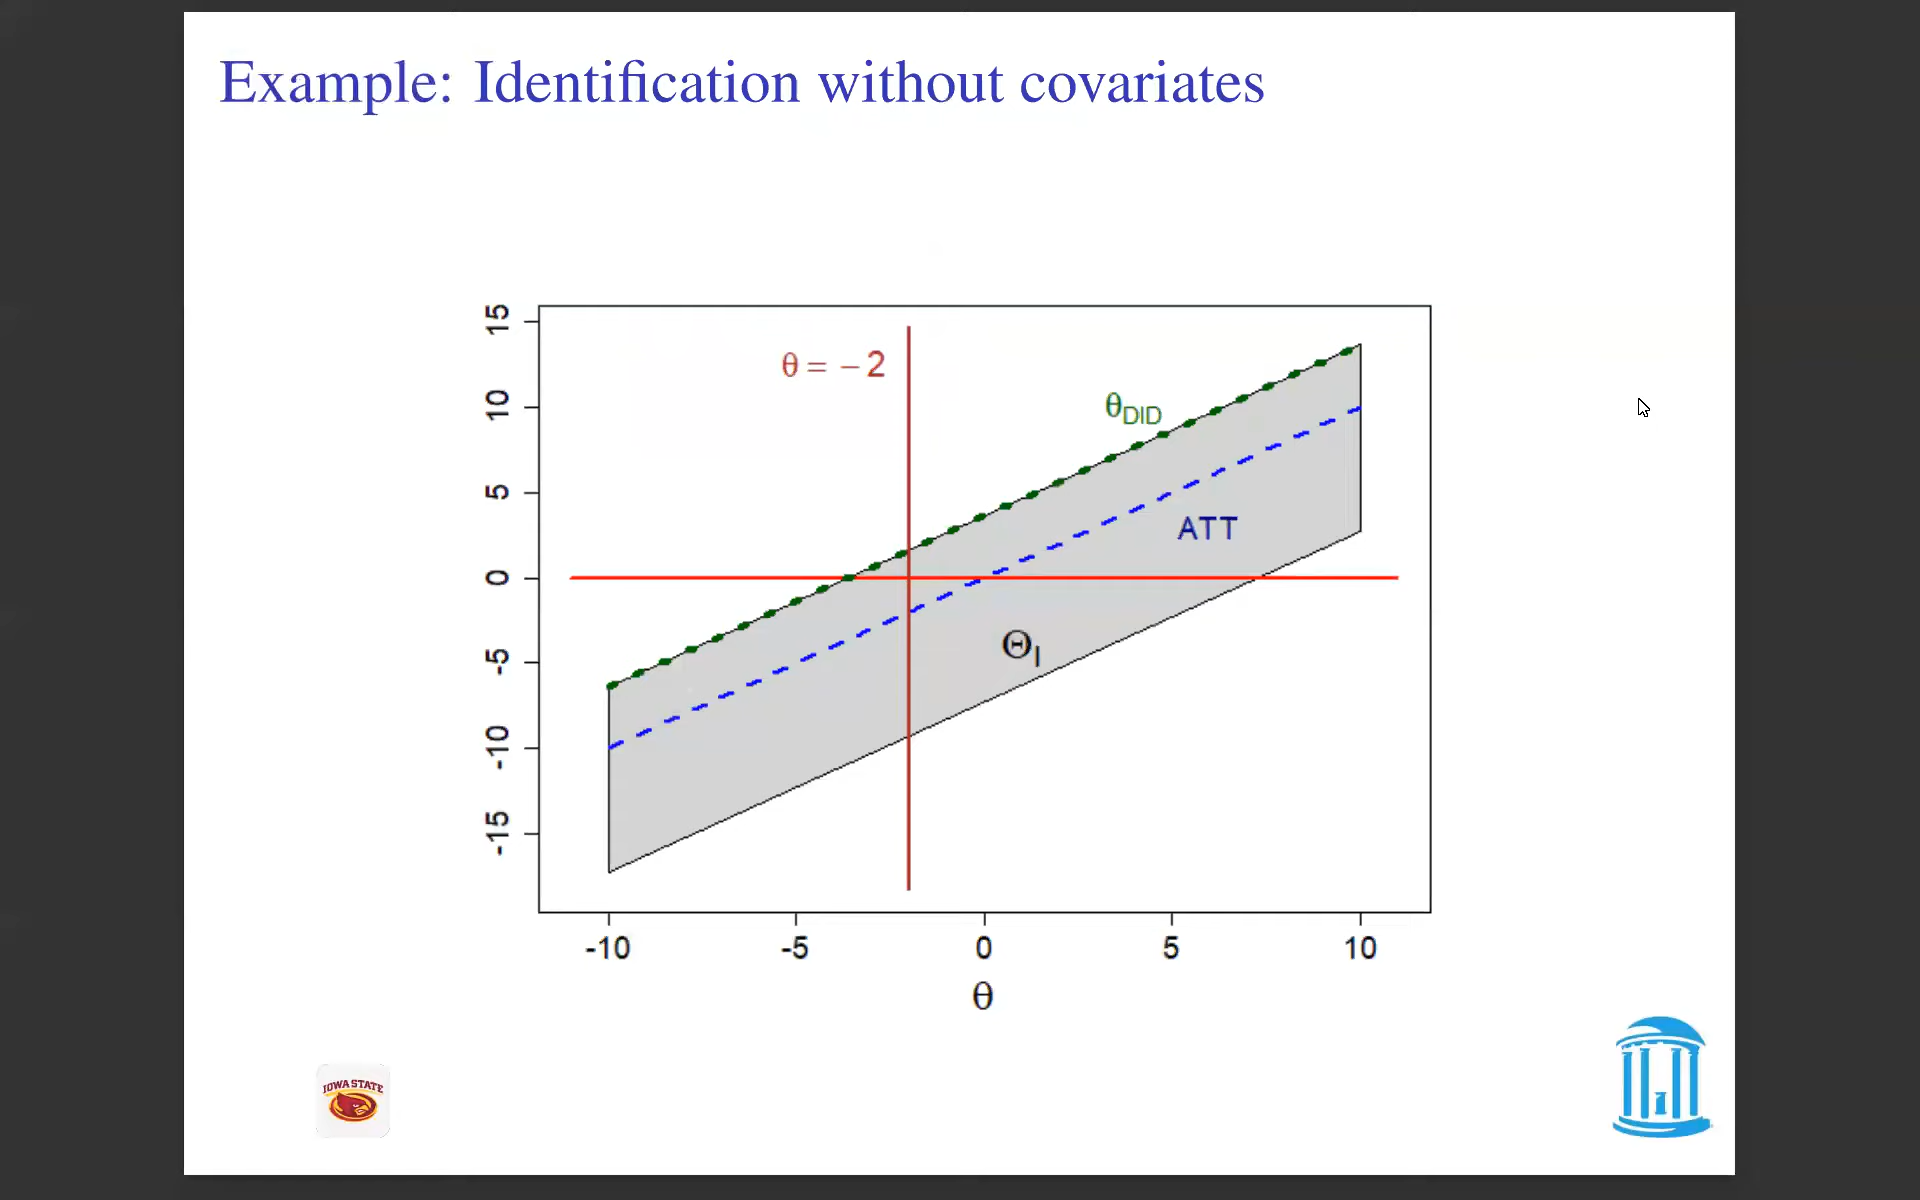 Example: Identification without covariates
15
10
5
0
-5
-10
-15
θ = − 2
θDID
ATT
ΘI
-10 -5 0 5 10
θ
IOWA STATE